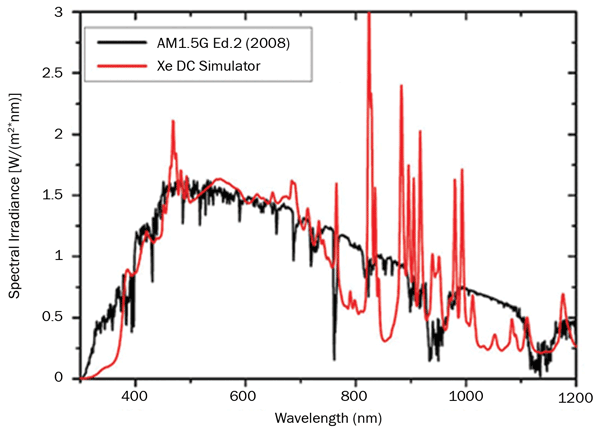 3
AM1.5G Ed.2 (2008)
Xe DC Simulator
2.5
2
1.5
1
0.5
0
Spectral Irradiance [W/(m²*nm)]
400 600 800 1000 1200
Wavelength (nm)